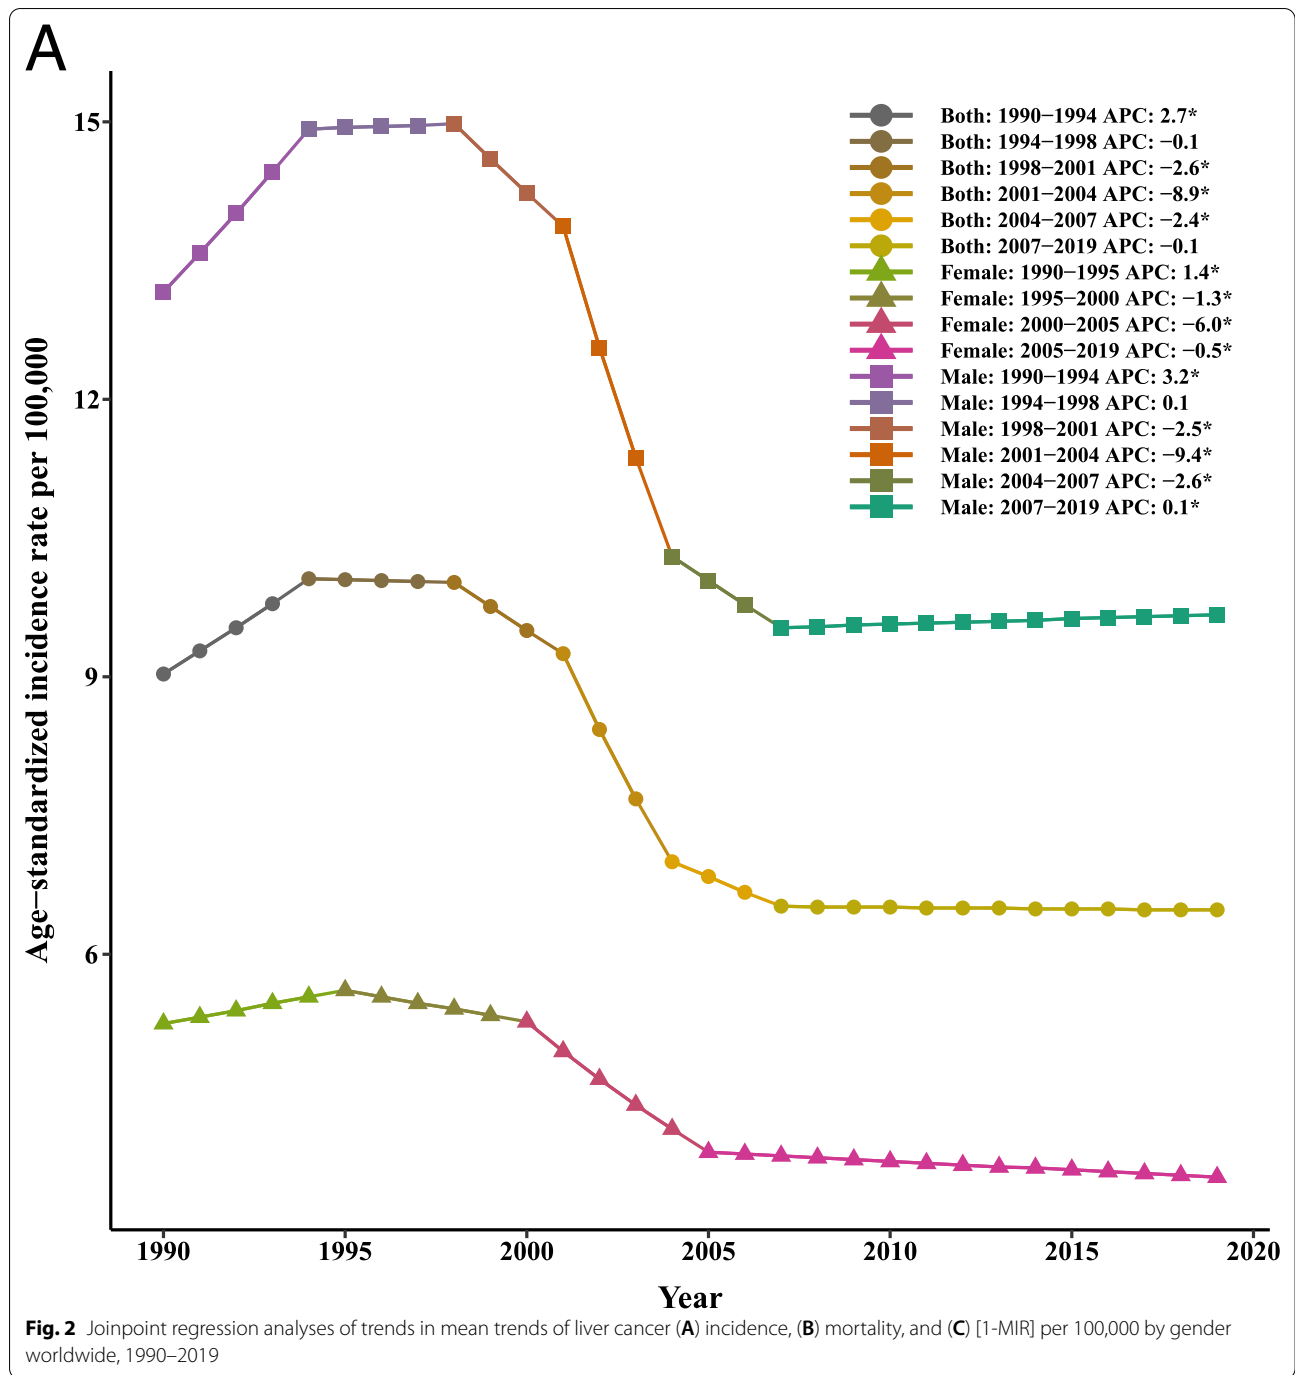 A
15
12
9
6
Age−standardized incidence rate per 100,000
Both: 1990−1994 APC: 2.7*
Both: 1994−1998 APC: −0.1
Both: 1998−2001 APC: −2.6*
Both: 2001−2004 APC: −8.9*
Both: 2004−2007 APC: −2.4*
Both: 2007−2019 APC: −0.1
Female: 1990−1995 APC: 1.4*
Female: 1995−2000 APC: −1.3*
Female: 2000−2005 APC: −6.0*
Female: 2005−2019 APC: −0.5*
Male: 1990−1994 APC: 3.2*
Male: 1994−1998 APC: 0.1
Male: 1998−2001 APC: −2.5*
Male: 2001−2004 APC: −9.4*
Male: 2004−2007 APC: −2.6*
Male: 2007−2019 APC: 0.1*
1990 1995 2000 2005 2010 2015 2020
Year
Fig. 2 Joinpoint regression analyses of trends in mean trends of liver cancer (A) incidence, (B) mortality, and (C) [1-MIR] per 100,000 by gender
worldwide, 1990–2019